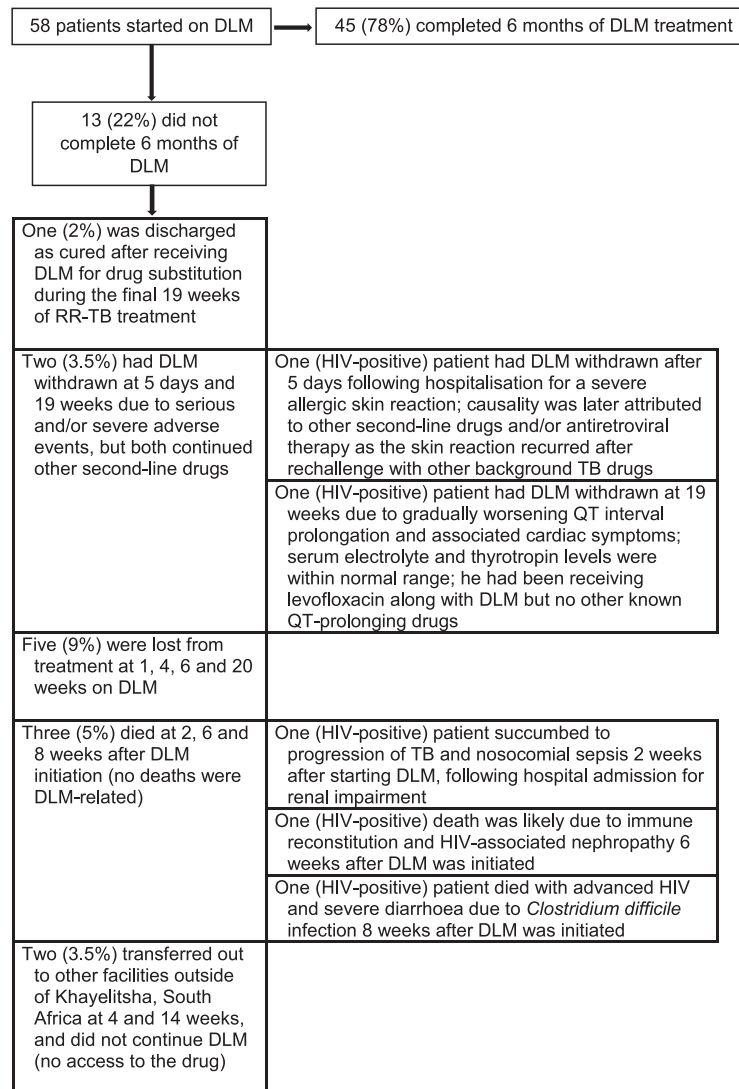 58 patients started on DLM
45 (78%) completed 6 months of DLM treatment
13 (22%) did not
complete 6 months of
DLM
One (2%) was discharged
as cured after receiving
DLM for drug substitution
during the final 19 weeks
of RR-TB treatment
Two (3.5%) had DLM
withdrawn at 5 days and
19 weeks due to serious
and/or severe adverse
events, but both continued
other second-line drugs
One (HIV-positive) patient had DLM withdrawn after
5 days following hospitalisation for a severe
allergic skin reaction; causality was later attributed
to other second-line drugs and/or antiretroviral
therapy as the skin reaction recurred after
rechallenge with other background TB drugs
One (HIV-positive) patient had DLM withdrawn at 19
weeks due to gradually worsening QT interval
prolongation and associated cardiac symptoms;
serum electrolyte and thyrotropin levels were
within normal range; he had been receiving
levofloxacin along with DLM but no other known
QT-prolonging drugs
Five (9%) were lost from
treatment at 1, 4, 6 and 20
weeks on DLM
Three (5%) died at 2, 6 and
8 weeks after DLM
initiation (no deaths were
DLM-related)
One (HIV-positive) patient succumbed to
progression of TB and nosocomial sepsis 2 weeks
after starting DLM, following hospital admission for
renal impairment
One (HIV-positive) death was likely due to immune
reconstitution and HIV-associated nephropathy 6
weeks after DLM was initiated
One (HIV-positive) patient died with advanced HIV
and severe diarrhoea due to Clostridium difficile
infection 8 weeks after DLM was initiated
Two (3.5%) transferred out
to other facilities outside
of Khayelitsha, South
Africa at 4 and 14 weeks,
and did not continue DLM
(no access to the drug)